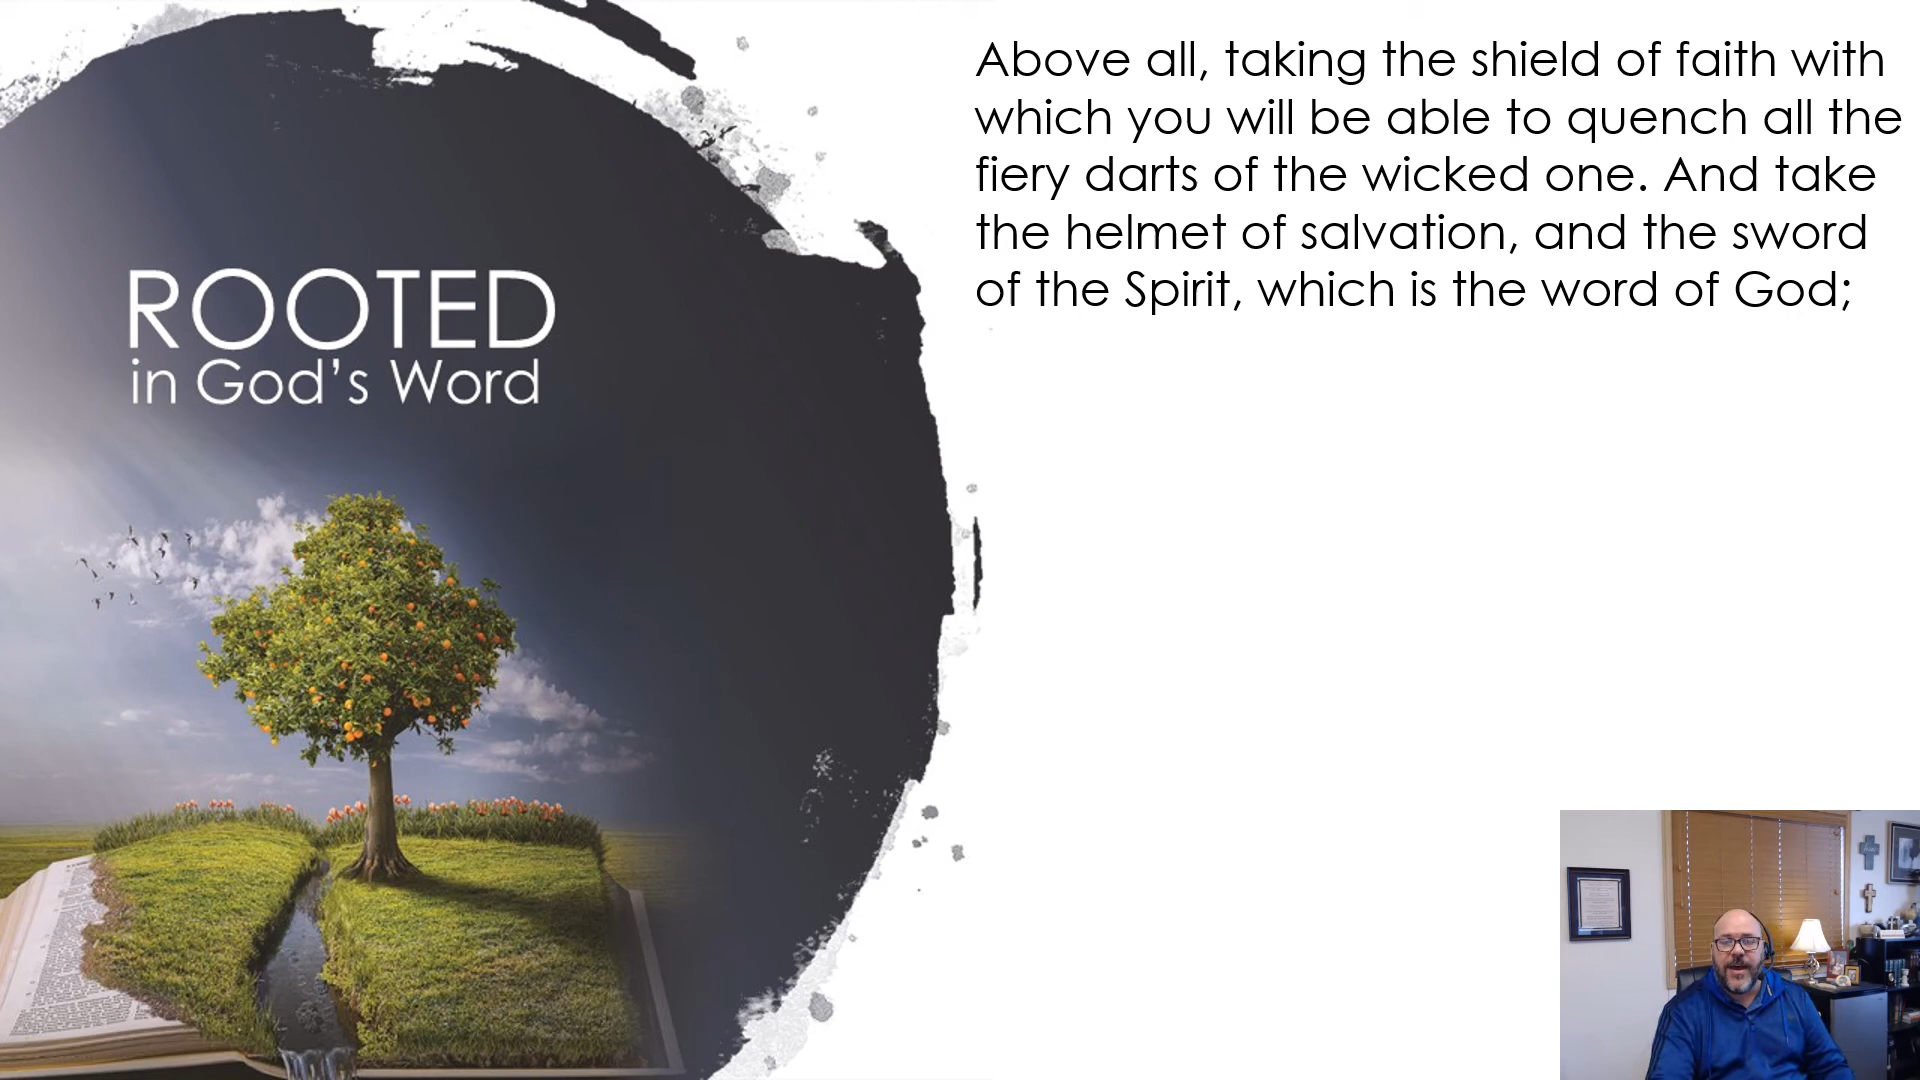 ROOTED
in God's Word
Above all, taking the shield of faith with
which you will be able to quench all the
fiery darts of the wicked one. And take
the helmet of salvation, and the sword
of the Spirit, which is the word of God;